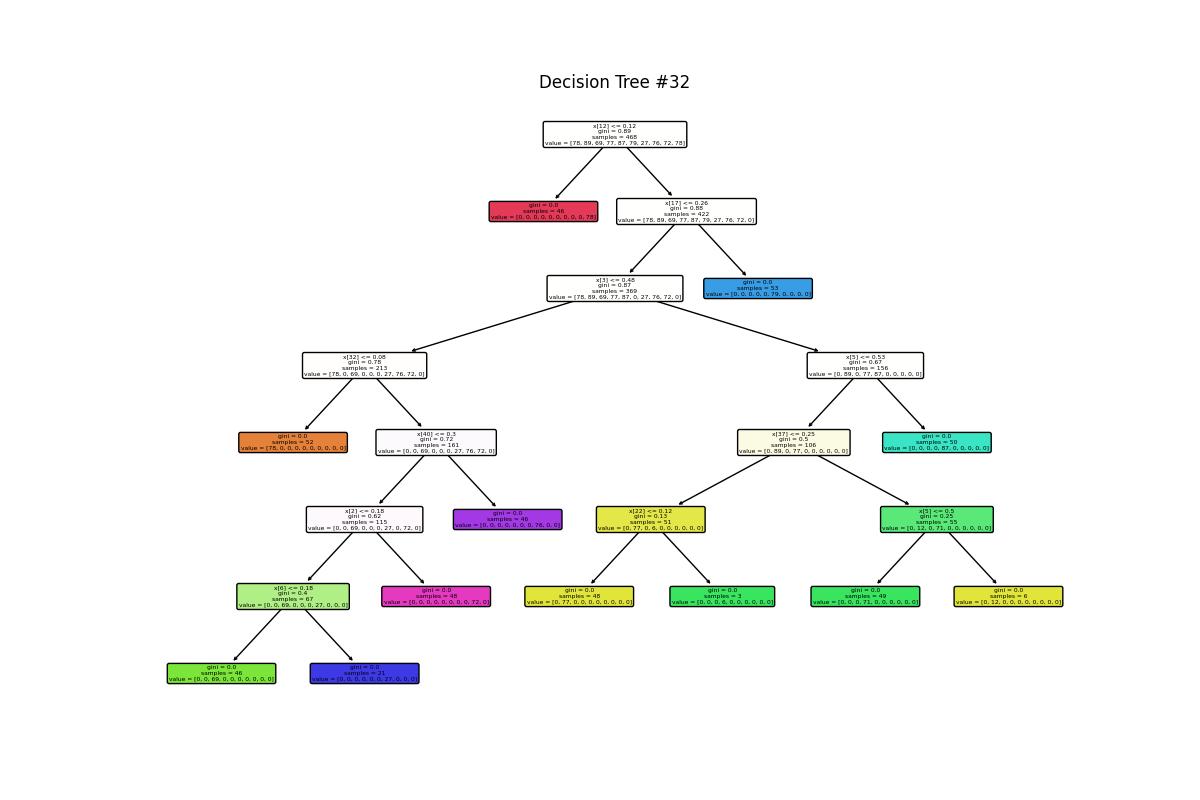 Decision Tree #32
x[12] <= 0.12
gini = 0.89
samples = 468
value = [78, 89, 69, 77, 87, 79, 27, 76, 72, 78]
gini = 0.0
samples = 46
value = [0, 0, 0, 0, 0, 0, 0, 0, 0, 78]
x[17] <= 0.26
gini = 0.88
samples = 422
value = [78, 89, 69, 77, 87, 79, 27, 76, 72, 0]
x[3] <= 0.48
gini = 0.87
samples = 369
value = [78, 89, 69, 77, 87, 0, 27, 76, 72, 0]
gini = 0.0
samples = 53
value = [0, 0, 0, 0, 0, 79, 0, 0, 0, 0]
x[32] <= 0.08
gini = 0.78
samples = 213
value = [78, 0, 69, 0, 0, 0, 27, 76, 72, 0]
x[5] <= 0.53
gini = 0.67
samples = 156
value = [0, 89, 0, 77, 87, 0, 0, 0, 0, 0]
gini = 0.0
samples = 52
value = [78, 0, 0, 0, 0, 0, 0, 0, 0, 0]
x[40] <= 0.3
gini = 0.72
samples = 161
value = [0, 0, 69, 0, 0, 0, 27, 76, 72, 0]
x[37] <= 0.25
gini = 0.5
samples = 106
value = [0, 89, 0, 77, 0, 0, 0, 0, 0, 0]
gini = 0.0
samples = 50
value = [0, 0, 0, 0, 87, 0, 0, 0, 0, 0]
x[2] <= 0.18
gini = 0.62
samples = 115
value = [0, 0, 69, 0, 0, 0, 27, 0, 72, 0]
gini = 0.0
samples = 46
value = [0, 0, 0, 0, 0, 0, 0, 76, 0, 0]
x[22] <= 0.12
gini = 0.13
samples = 51
value = [0, 77, 0, 6, 0, 0, 0, 0, 0, 0]
x[5] <= 0.5
gini = 0.25
samples = 55
value = [0, 12, 0, 71, 0, 0, 0, 0, 0, 0]
x[6] <= 0.18
gini = 0.4
samples = 67
value = [0, 0, 69, 0, 0, 0, 27, 0, 0, 0]
gini = 0.0
samples = 48
value = [0, 0, 0, 0, 0, 0, 0, 0, 72, 0]
gini = 0.0
samples = 48
value = [0, 77, 0, 0, 0, 0, 0, 0, 0, 0]
gini = 0.0
samples = 3
value = [0, 0, 0, 6, 0, 0, 0, 0, 0, 0]
gini = 0.0
samples = 49
value = [0, 0, 0, 71, 0, 0, 0, 0, 0, 0]
gini = 0.0
samples = 6
value = [0, 12, 0, 0, 0, 0, 0, 0, 0, 0]
gini = 0.0
samples = 46
value = [0, 0, 69, 0, 0, 0, 0, 0, 0, 0]
gini = 0.0
samples = 21
value = [0, 0, 0, 0, 0, 0, 27, 0, 0, 0]